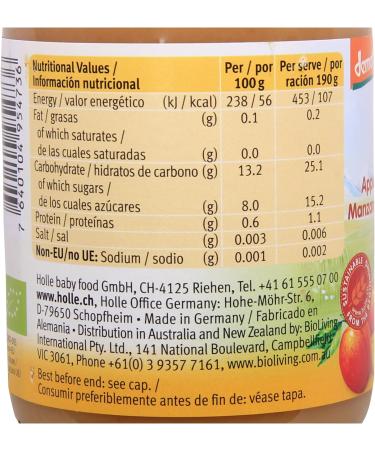 Nutritional Values / Per / por Per serve / por
Información nutricional 100 g ración 190 g
Energy / valor energético (kJ / kcal) 238 / 56 453 / 107
Fat / grasas (g) 0.1 0.2
of which saturates /
de las cuales saturadas (g) 0.0 0.0
Carbohydrate / hidratos de carbono (g) 13.2 25.1
of which sugars /
de los cuales azúcares (g) 8.0 15.2
Protein / proteínas (g) 0.6 1.1
Salt / sal (g) 0.003 0.006
Non-EU/no UE: Sodium / sodio (g) 0.001 0.002
Holle baby food GmbH, CH-4125 Riehen, Tel. +41 61 555 07 00
www.holle.ch, Holle Office Germany: Hohe-Möhr-Str. 6,
D-79650 Schopfheim • Made in Germany / Fabricado en
Alemania • Distribution in Australia and New Zealand by: BioLiving
International Pty. Ltd., 141 National Boulevard, Campbellfield
VIC 3061, Phone +61(0) 3 9357 7161, www.bioliving.com.au
Best before end: see cap. /
Consumir preferiblemente antes de fin de: véase tapa.
7640104954736
SUSTAINABLE
FROM THE